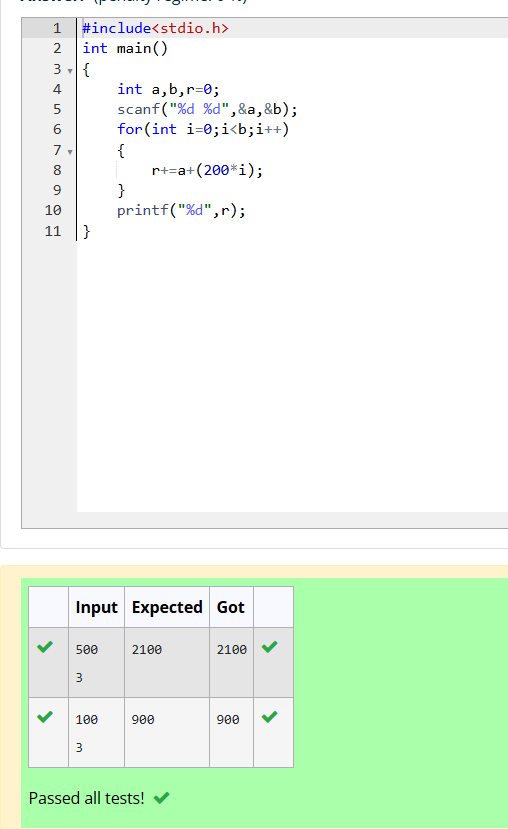 1 #include<stdio.h>
2 int main()
3 {
4 int a,b,r=0;
5 scanf("%d %d",&a,&b);
6 for(int i=0;i<b;i++)
7 {
8 r+=a+(200*i);
9 }
10 printf("%d",r);
11 }
Input Expected Got
500 2100 2100
3
100 900 900
3
Passed all tests!